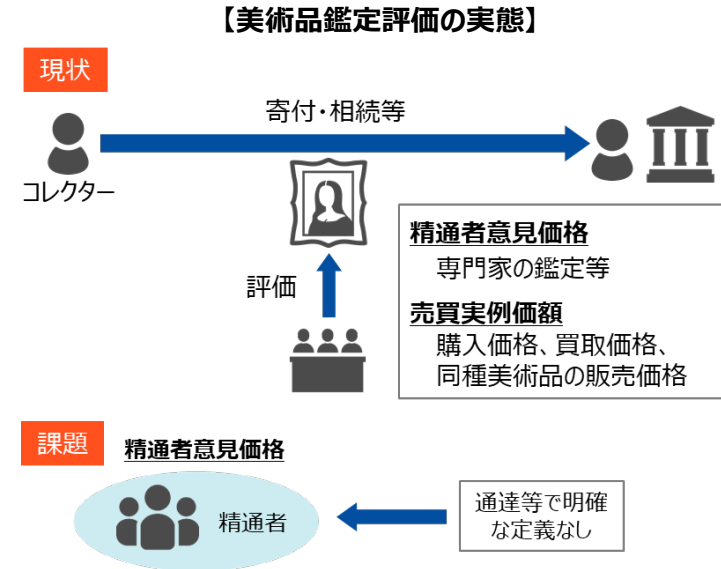 【美術品鑑定評価の実態】
現状
寄付・相続等
コレクター
評価
精通者意見価格
専門家の鑑定等
売買実例価額
購入価格、買取価格、
同種美術品の販売価格
課題
精通者意見価格
精通者
通達等で明確
な定義なし